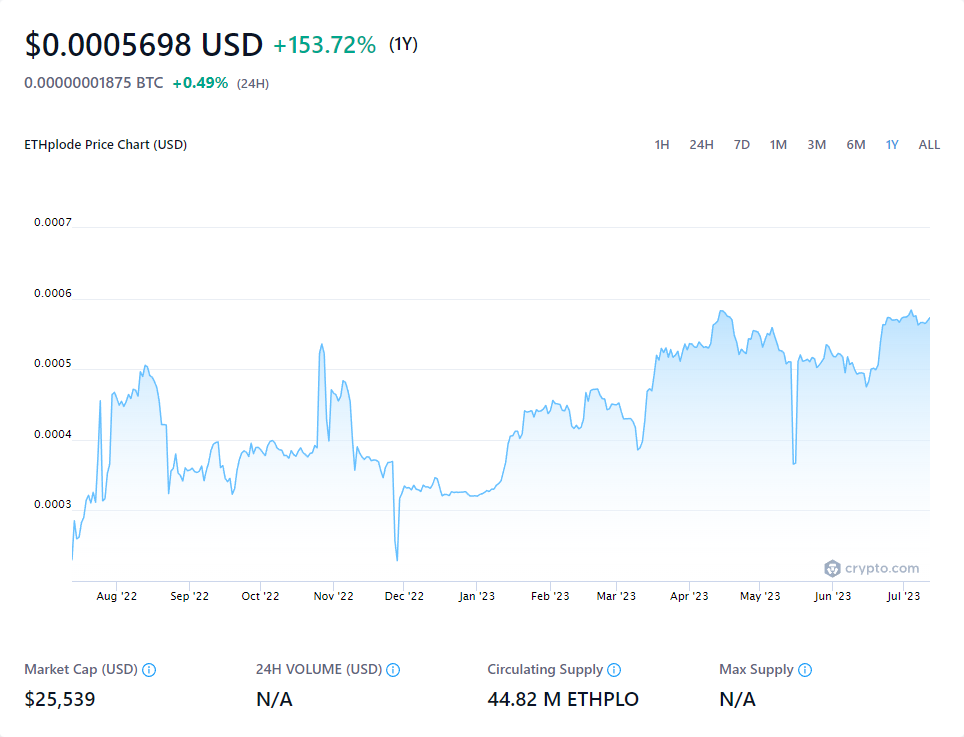 $0.0005698 USD +153.72% (1Y)
0.00000001875 BTC +0.49% (24H)
ETHplode Price Chart (USD) 1H 24H 7D 1M 3M 6M 1Y ALL
0.0007
0.0006
0.0005
0.0004
0.0003
crypto.com
Aug '22 Sep '22 Oct '22 Nov '22 Dec '22 Jan '23 Feb '23 Mar '23 Apr '23 May '23 Jun '23 Jul '23
Market Cap (USD) 24H VOLUME (USD) Circulating Supply Max Supply
$25,539 N/A 44.82 M ETHPLO N/A